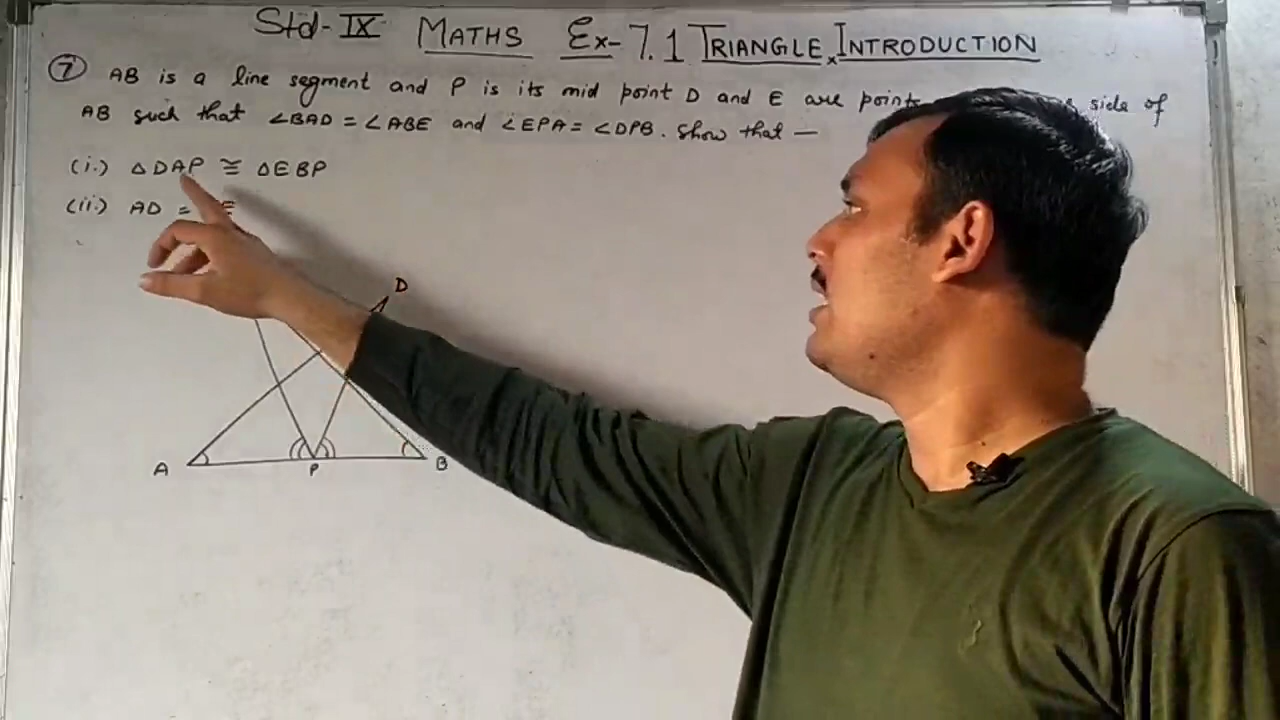 Std-IX MATHS Ex-7.1 TRIANGLE, INTRODUCTION
7 AB is a line segment and P is its mid point D and E are points side of
AB such that ∠BAD = ∠ABE and ∠EPA = ∠DPB. Show that —
(i.) △DAP ≅ △EBP
(ii.) AD = E
D
A P B